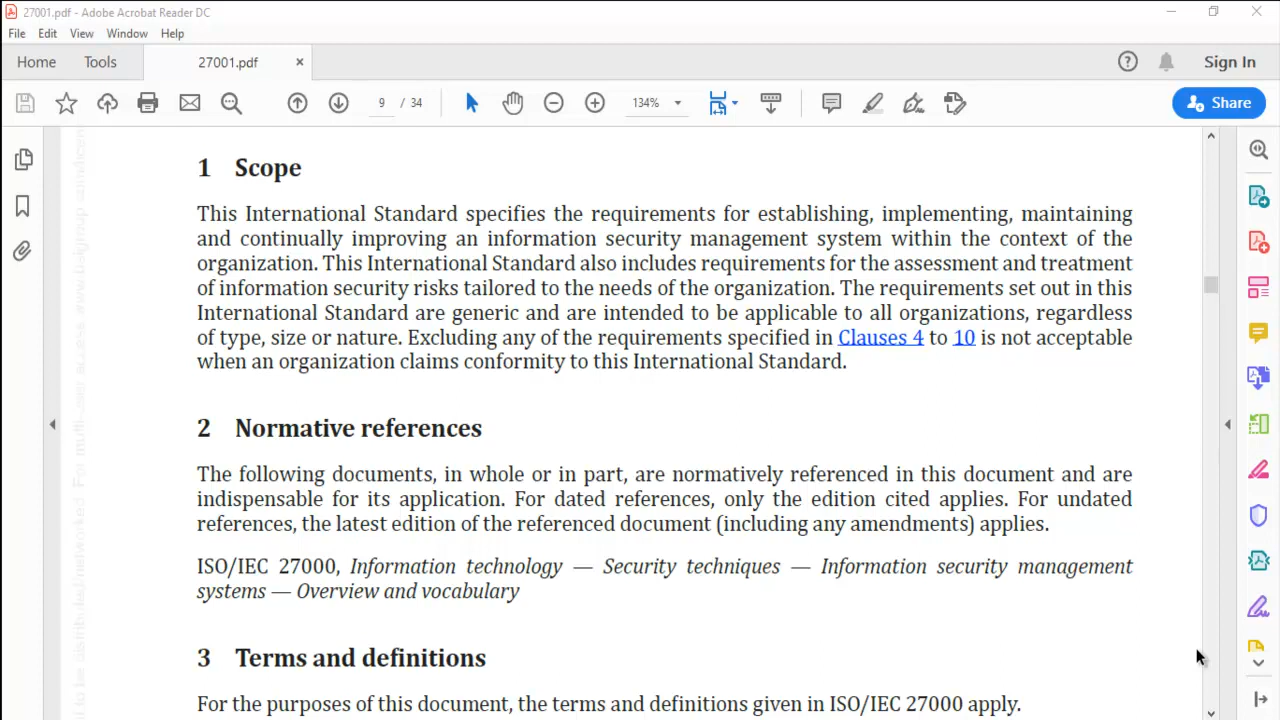 27001.pdf - Adobe Acrobat Reader DC
File Edit View Window Help
Home Tools 27001.pdf × Sign In
9 / 34 134% Share
1 Scope
This International Standard specifies the requirements for establishing, implementing, maintaining
and continually improving an information security management system within the context of the
organization. This International Standard also includes requirements for the assessment and treatment
of information security risks tailored to the needs of the organization. The requirements set out in this
International Standard are generic and are intended to be applicable to all organizations, regardless
of type, size or nature. Excluding any of the requirements specified in Clauses 4 to 10 is not acceptable
when an organization claims conformity to this International Standard.
2 Normative references
The following documents, in whole or in part, are normatively referenced in this document and are
indispensable for its application. For dated references, only the edition cited applies. For undated
references, the latest edition of the referenced document (including any amendments) applies.
ISO/IEC 27000, Information technology — Security techniques — Information security management
systems — Overview and vocabulary
3 Terms and definitions
For the purposes of this document, the terms and definitions given in ISO/IEC 27000 apply.